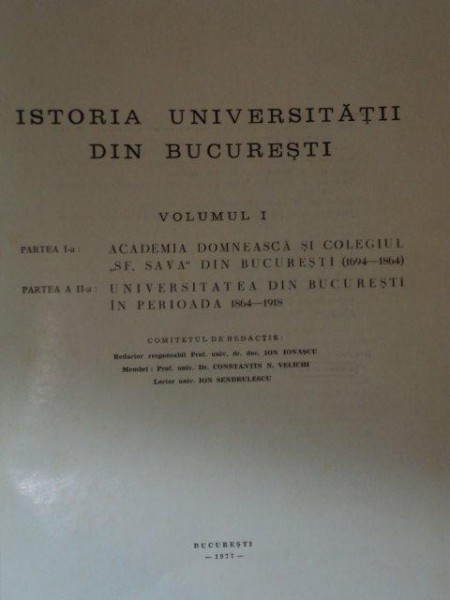 ISTORIA UNIVERSITĂȚII
DIN BUCUREȘTI
VOLUMUL I
PARTEA I-a: ACADEMIA DOMNEASCĂ ȘI COLEGIUL
„SF. SAVA" DIN BUCUREȘTI (1694—1864)
PARTEA A II-a: UNIVERSITATEA DIN BUCUREȘTI
ÎN PERIOADA 1864—1918
COMITETUL DE REDACȚIE:
Redactor responsabil Prof. univ. dr. doc. ION IONAȘCU
Membri: Prof. univ. Dr. CONSTANTIN N. VELICHI
Lector univ. ION SENDRULESCU
BUCUREȘTI
—1977—